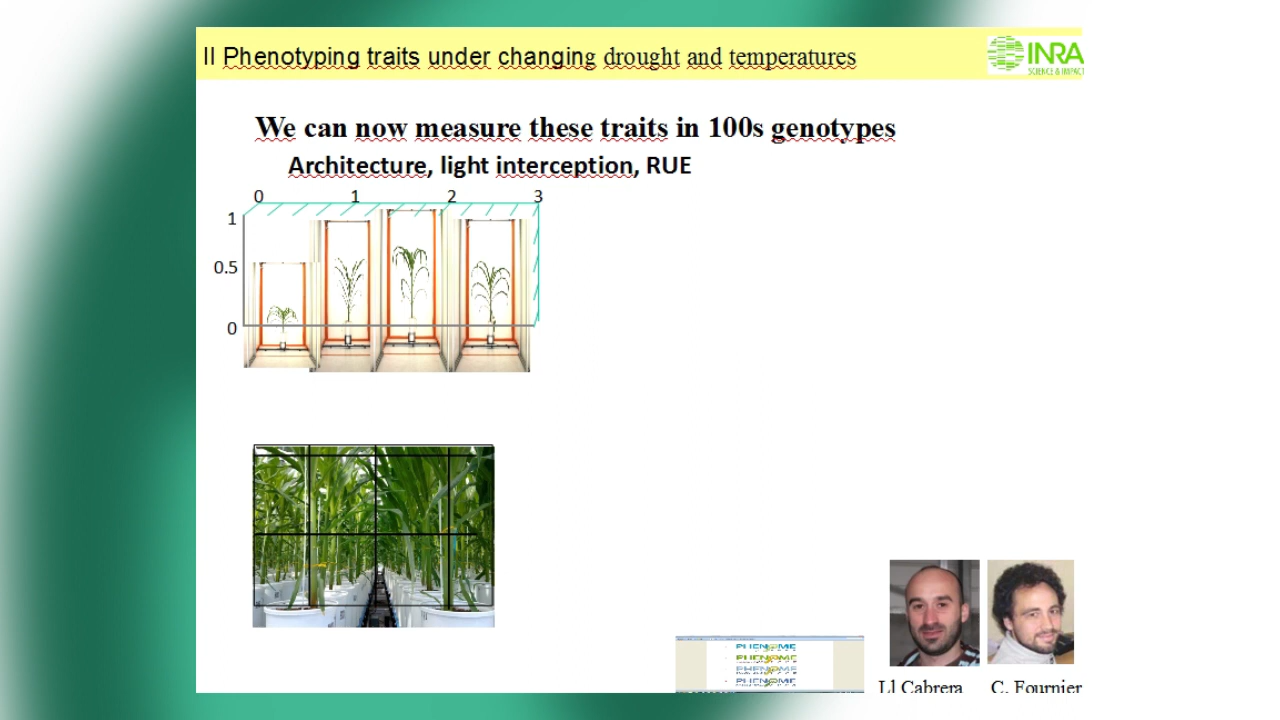 II Phenotyping traits under changing drought and temperatures
INRA
SCIENCE & IMPACT
We can now measure these traits in 100s genotypes
Architecture, light interception, RUE
0 1 2 3
1
0.5
0
PHENOME
PHENOME
PHENOME
PHENOME
Ll Cabrera C. Fournier